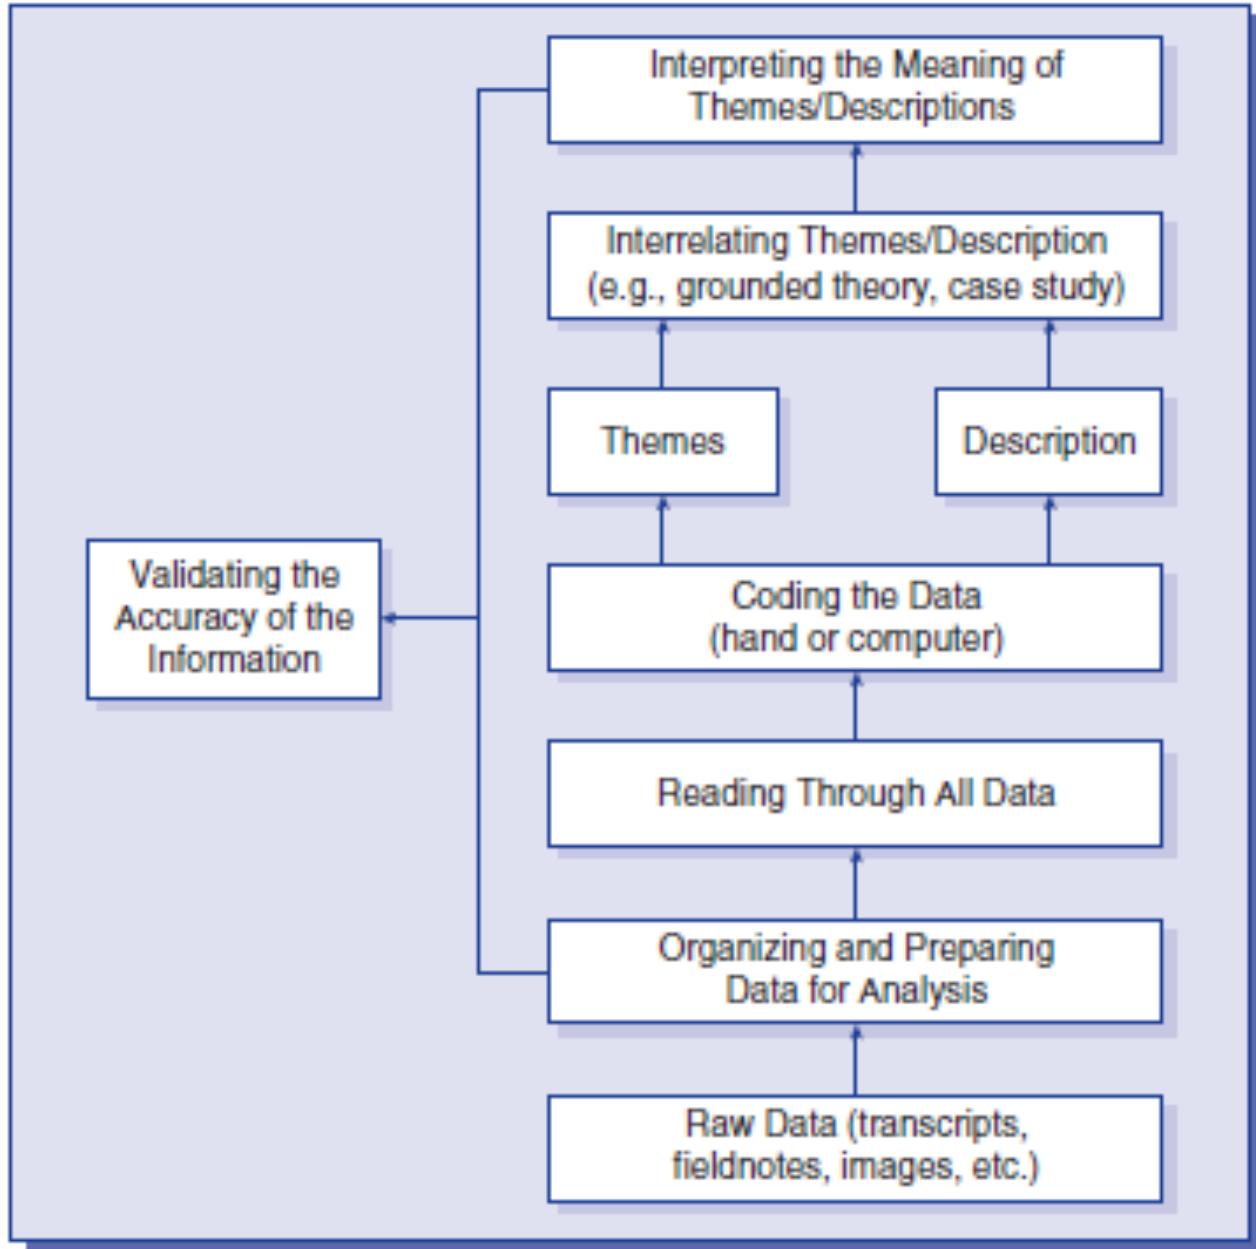 Interpreting the Meaning of
Themes/Descriptions
Interrelating Themes/Description
(e.g., grounded theory, case study)
Themes
Description
Validating the
Accuracy of the
Information
Coding the Data
(hand or computer)
Reading Through All Data
Organizing and Preparing
Data for Analysis
Raw Data (transcripts,
fieldnotes, images, etc.)